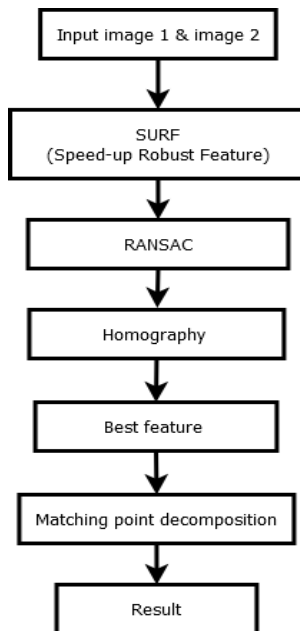 Input image 1 & image 2
SURF
(Speed-up Robust Feature)
RANSAC
Homography
Best feature
Matching point decomposition
Result